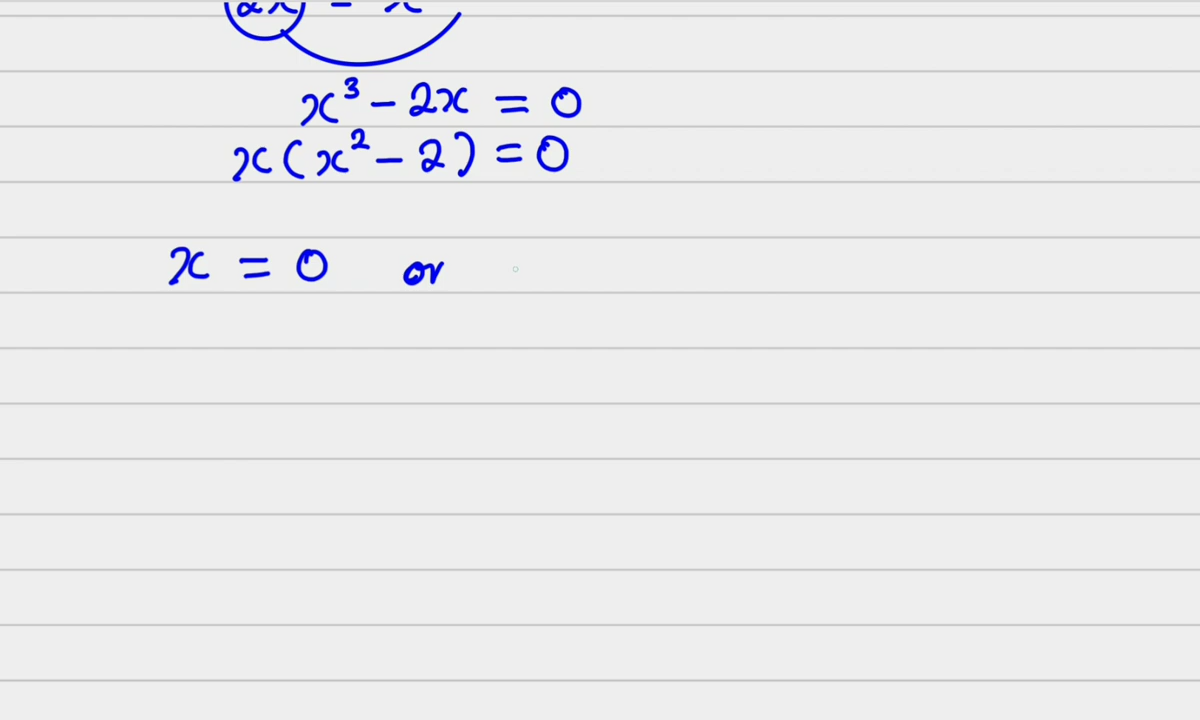 x³ - 2x = 0
x(x² - 2) = 0
x = 0 or